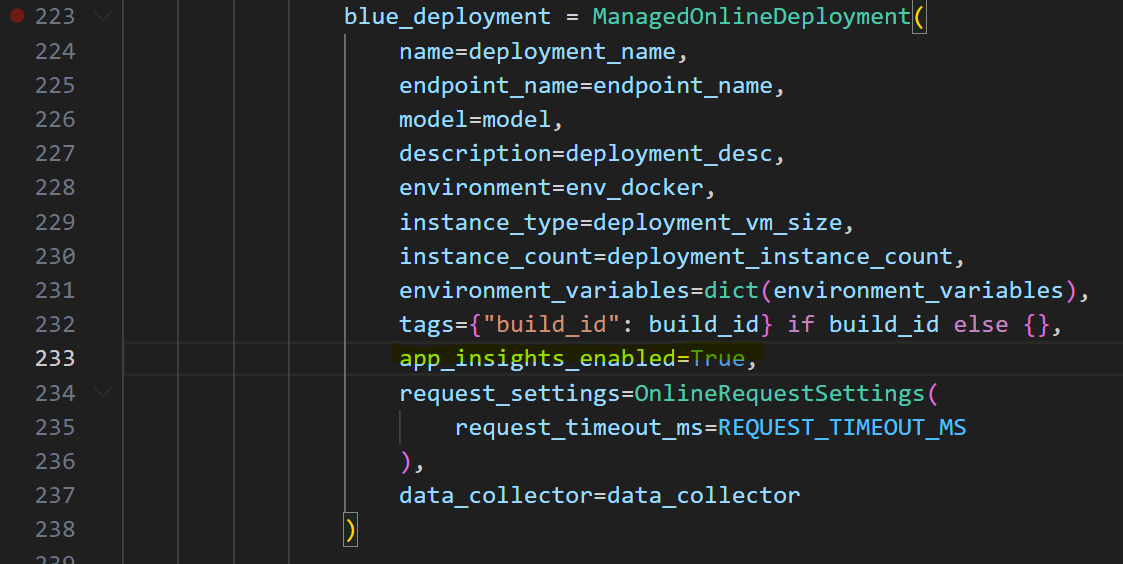 223 blue_deployment = ManagedOnlineDeployment(
224 name=deployment_name,
225 endpoint_name=endpoint_name,
226 model=model,
227 description=deployment_desc,
228 environment=env_docker,
229 instance_type=deployment_vm_size,
230 instance_count=deployment_instance_count,
231 environment_variables=dict(environment_variables),
232 tags={"build_id": build_id} if build_id else {},
233 app_insights_enabled=True,
234 request_settings=OnlineRequestSettings(
235 request_timeout_ms=REQUEST_TIMEOUT_MS
236 ),
237 data_collector=data_collector
238 )
239